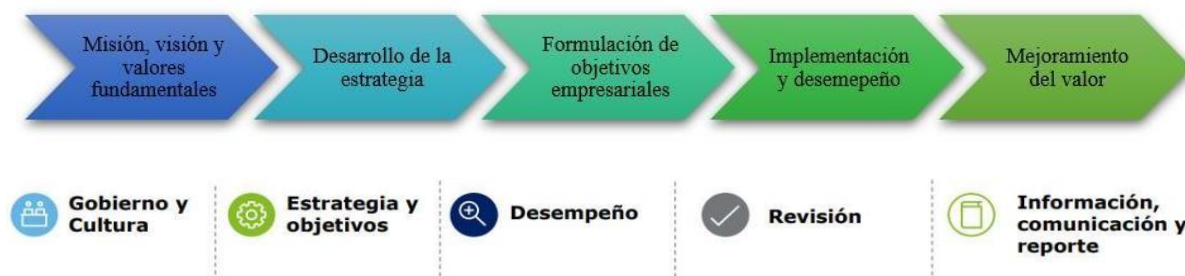 Misión, visión y
valores
fundamentales
Desarrollo de la
estrategia
Formulación de
objetivos
empresariales
Implementación
y desemepeño
Mejoramiento
del valor
Gobierno y
Cultura
Estrategia y
objetivos
Desempeño
Revisión
Información,
comunicación y
reporte